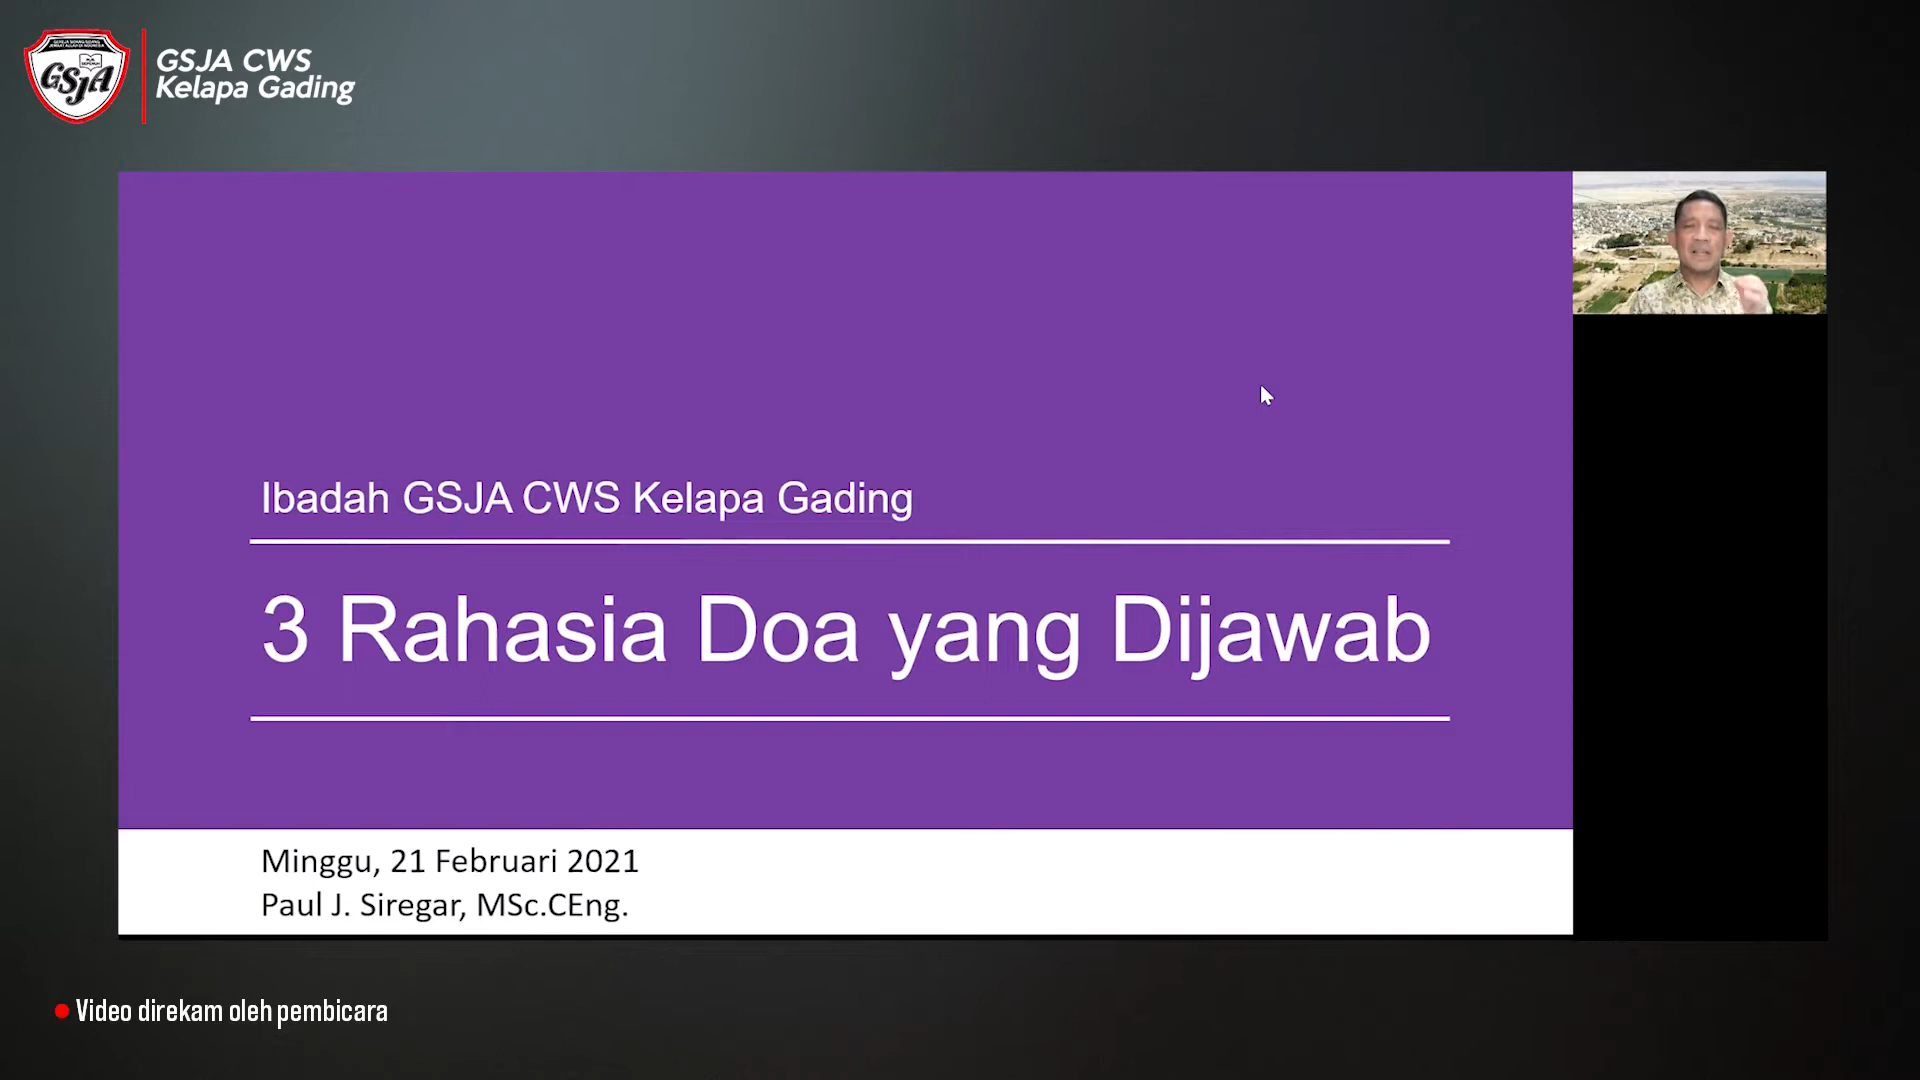 GSJA CWS
Kelapa Gading
GSJA
Ibadah GSJA CWS Kelapa Gading
3 Rahasia Doa yang Dijawab
Minggu, 21 Februari 2021
Paul J. Siregar, MSc.CEng.
Video direkam oleh pembicara